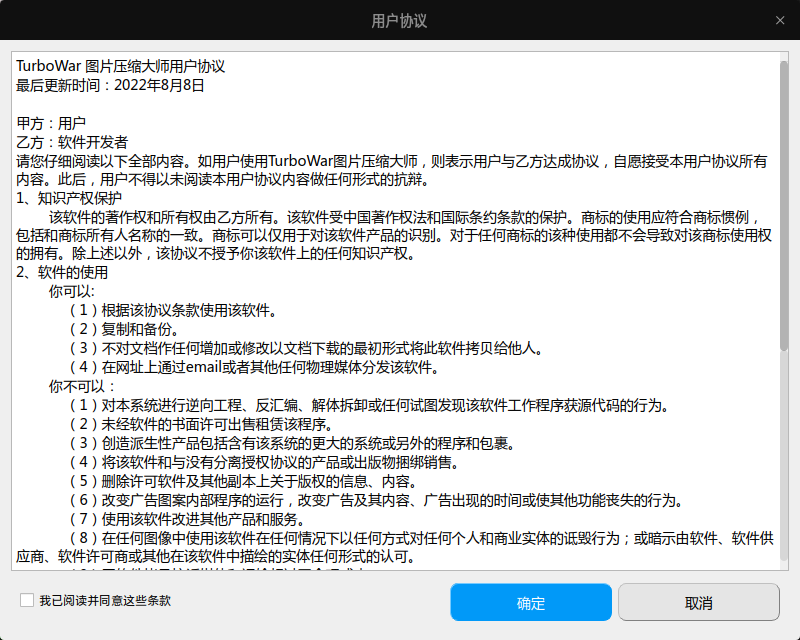 用户协议
TurboWar 图片压缩大师用户协议
最后更新时间：2022年8月8日
甲方：用户
乙方：软件开发者
请您仔细阅读以下全部内容。如用户使用TurboWar图片压缩大师，则表示用户与乙方达成协议，自愿接受本用户协议所有
内容。此后，用户不得以未阅读本用户协议内容做任何形式的抗辩。
1、知识产权保护
该软件的著作权和所有权由乙方所有。该软件受中国著作权法和国际条约条款的保护。商标的使用应符合商标惯例，
包括和商标所有人名称的一致。商标可以仅用于对该软件产品的识别。对于任何商标的该种使用都不会导致对该商标使用权
的拥有。除上述以外，该协议不授予你该软件上的任何知识产权。
2、软件的使用
你可以:
（1）根据该协议条款使用该软件。
（2）复制和备份。
（3）不对文档作任何增加或修改以文档下载的最初形式将此软件拷贝给他人。
（4）在网址上通过email或者其他任何物理媒体分发该软件。
你不可以：
（1）对本系统进行逆向工程、反汇编、解体拆卸或任何试图发现该软件工作程序获源代码的行为。
（2）未经软件的书面许可出售租赁该程序。
（3）创造派生性产品包括含有该系统的更大的系统或另外的程序和包裹。
（4）将该软件和与没有分离授权协议的产品或出版物捆绑销售。
（5）删除许可软件及其他副本上关于版权的信息、内容。
（6）改变广告图案内部程序的运行，改变广告及其内容、广告出现的时间或使其他功能丧失的行为。
（7）使用该软件改进其他产品和服务。
（8）在任何图像中使用该软件在任何情况下以任何方式对任何个人和商业实体的诋毁行为；或暗示由软件、软件供
应商、软件许可商或其他在该软件中描绘的实体任何形式的认可。
我已阅读并同意这些条款
确定
取消